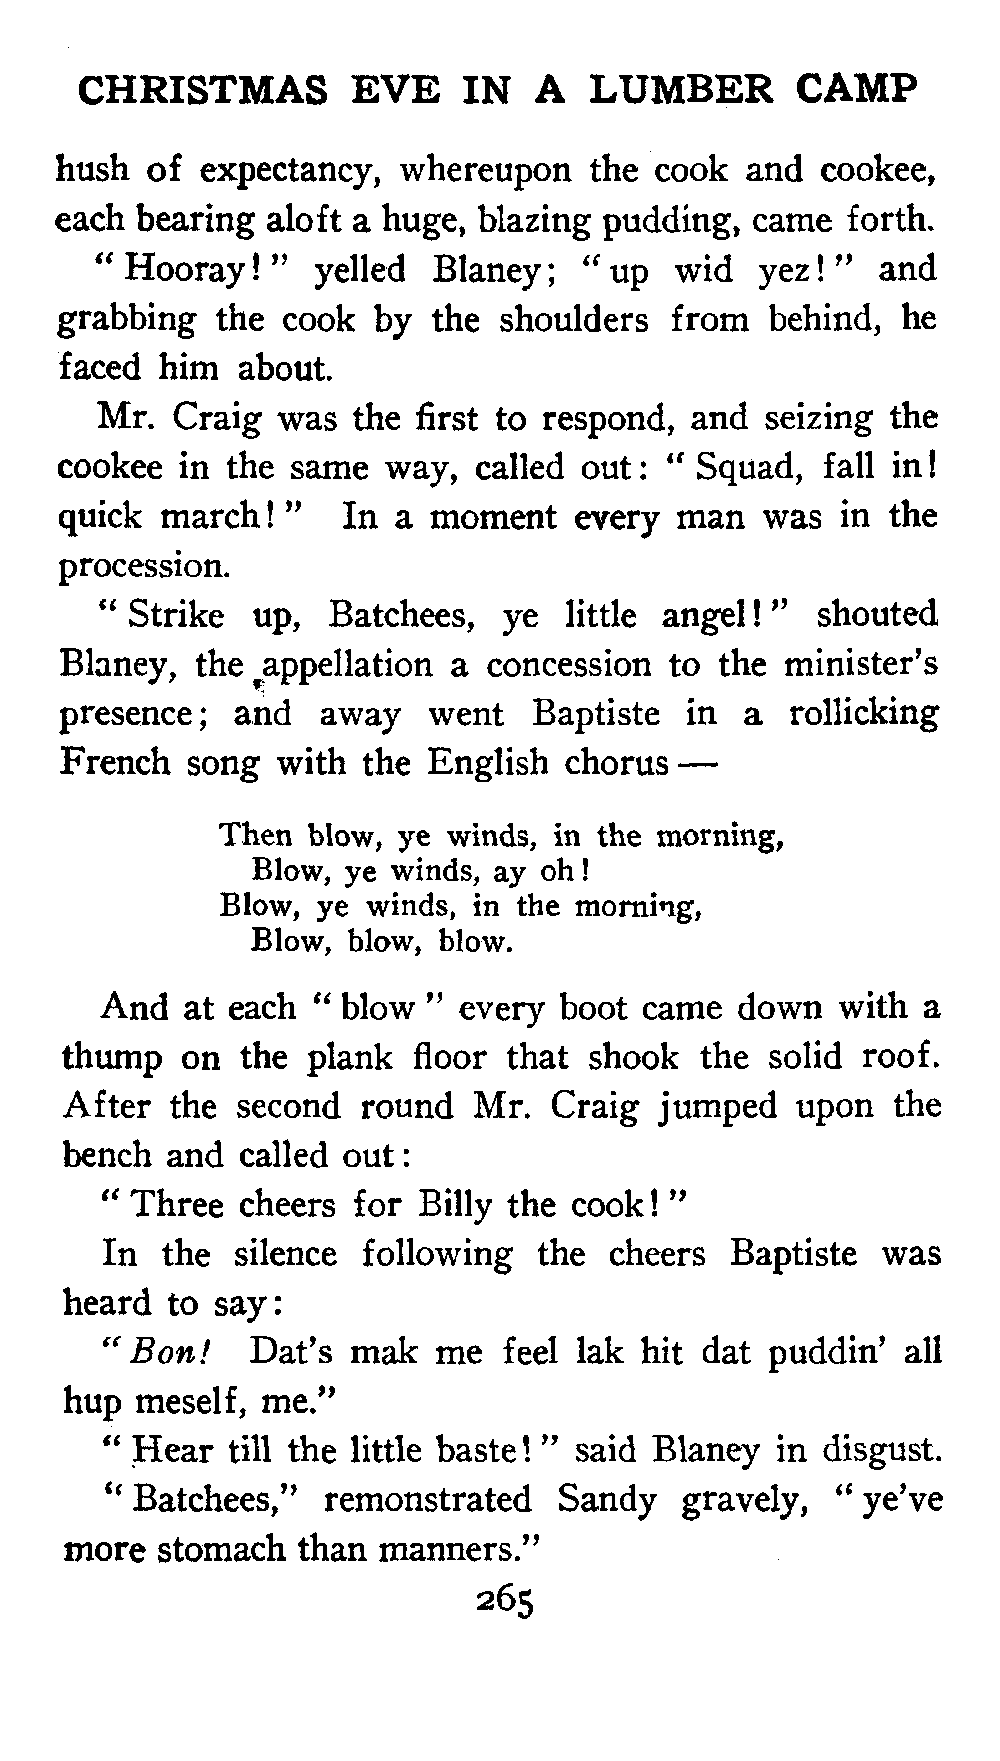 CHRISTMAS EVE IN A LUMBER CAMP
hush of expectancy, whereupon the cook and cookee,
each bearing aloft a huge, blazing pudding, came forth.
“ Hooray! ” yelled Blaney; “ up wid yez! ” and
grabbing the cook by the shoulders from behind, he
faced him about.
Mr. Craig was the first to respond, and seizing the
cookee in the same way, called out: “ Squad, fall in!
quick march! ” In a moment every man was in the
procession.
“ Strike up, Batchees, ye little angel! ” shouted
Blaney, the appellation a concession to the minister’s
presence; and away went Baptiste in a rollicking
French song with the English chorus —
Then blow, ye winds, in the morning,
Blow, ye winds, ay oh!
Blow, ye winds, in the morning,
Blow, blow, blow.
And at each “ blow ” every boot came down with a
thump on the plank floor that shook the solid roof.
After the second round Mr. Craig jumped upon the
bench and called out:
“ Three cheers for Billy the cook! ”
In the silence following the cheers Baptiste was
heard to say:
“ Bon! Dat’s mak me feel lak hit dat puddin’ all
hup meself, me.”
“ Hear till the little baste! ” said Blaney in disgust.
“ Batchees,” remonstrated Sandy gravely, “ ye’ve
more stomach than manners.”
265